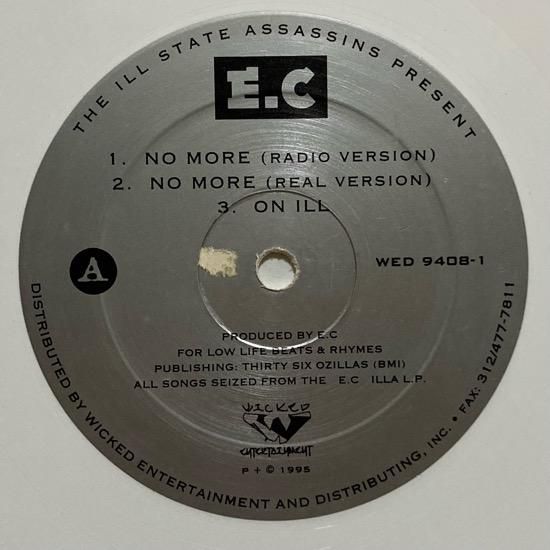 THE ILL STATE ASSASSINS PRESENT
E.C
1. NO MORE (RADIO VERSION)
2. NO MORE (REAL VERSION)
3. ON ILL
A
WED 9408-1
PRODUCED BY E.C
FOR LOW LIFE BEATS & RHYMES
PUBLISHING: THIRTY SIX OZILLAS (BMI)
ALL SONGS SEIZED FROM THE E.C ILLA L.P.
WICKED
ENTERTAINMENT
P + © 1995
DISTRIBUTED BY WICKED ENTERTAINMENT AND DISTRIBUTING, INC. • FAX: 312/477-7811